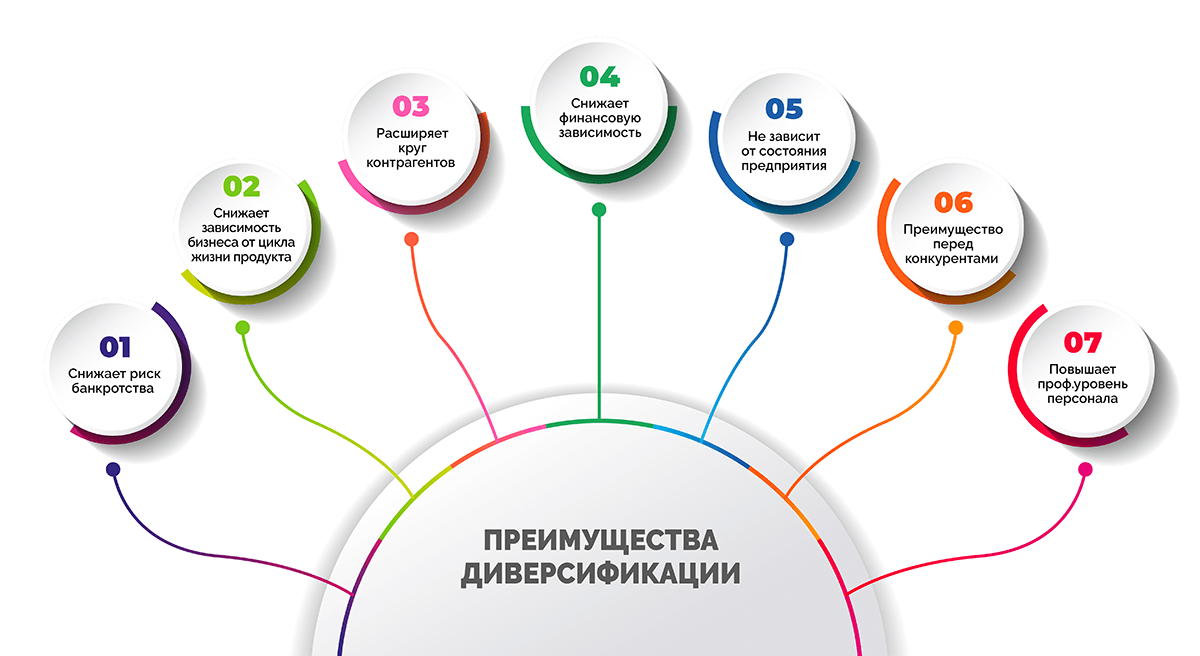 01
Снижает риск
банкротства
02
Снижает
зависимость
бизнеса от цикла
жизни продукта
03
Расширяет
круг
контрагентов
04
Снижает
финансовую
зависимость
05
Не зависит
от состояния
предприятия
06
Преимущество
перед
конкурентами
07
Повышает
проф.уровень
персонала
ПРЕИМУЩЕСТВА
ДИВЕРСИФИКАЦИИ